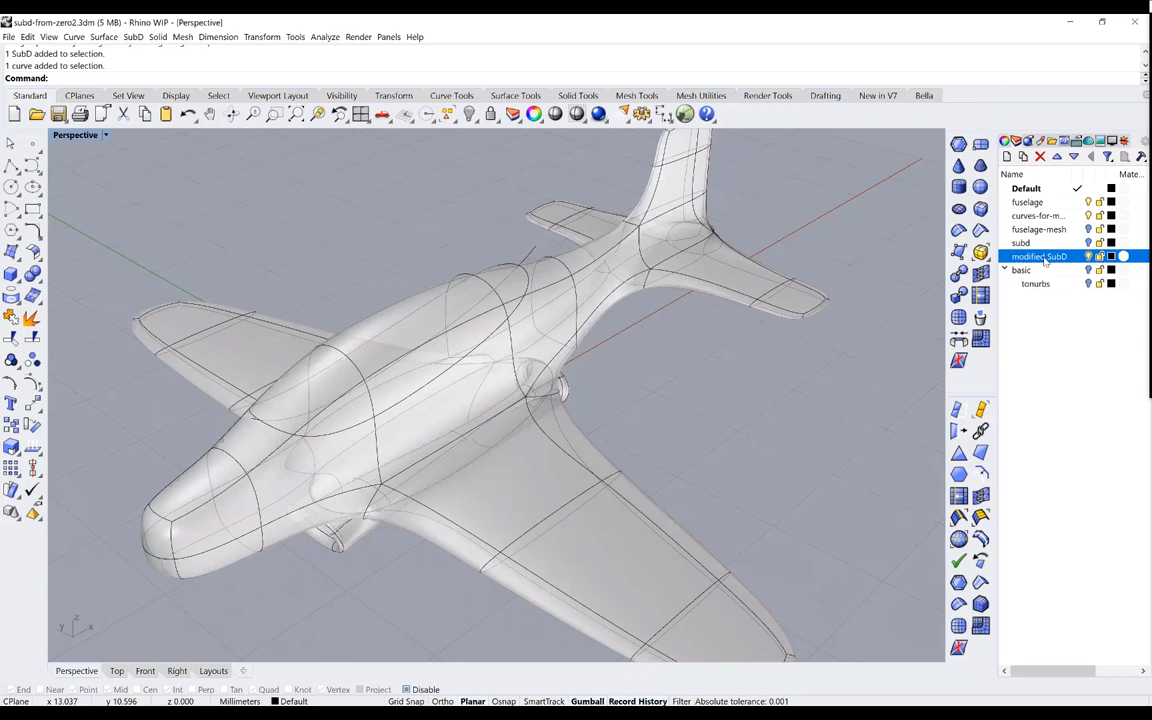 subd-from-zero2.3dm (5 MB) - Rhino WIP - [Perspective]
File Edit View Curve Surface SubD Solid Mesh Dimension Transform Tools Analyze Render Panels Help
1 SubD added to selection.
1 curve added to selection.
Command:
Standard CPlanes Set View Display Select Viewport Layout Visibility Transform Curve Tools Surface Tools Solid Tools Mesh Tools Mesh Utilities Render Tools Drafting New in V7 Bella
Perspective
Name Mate...
Default
fuselage
curves-for-m...
fuselage-mesh
subd
modified SubD
basic
tonurbs
z
y x
Perspective Top Front Right Layouts
End Near Point Mid Cen Int Perp Tan Quad Knot Vertex Project Disable
CPlane x 13.037 y 10.596 z 0.000 Millimeters Default Grid Snap Ortho Planar Osnap SmartTrack Gumball Record History Filter Absolute tolerance: 0.001